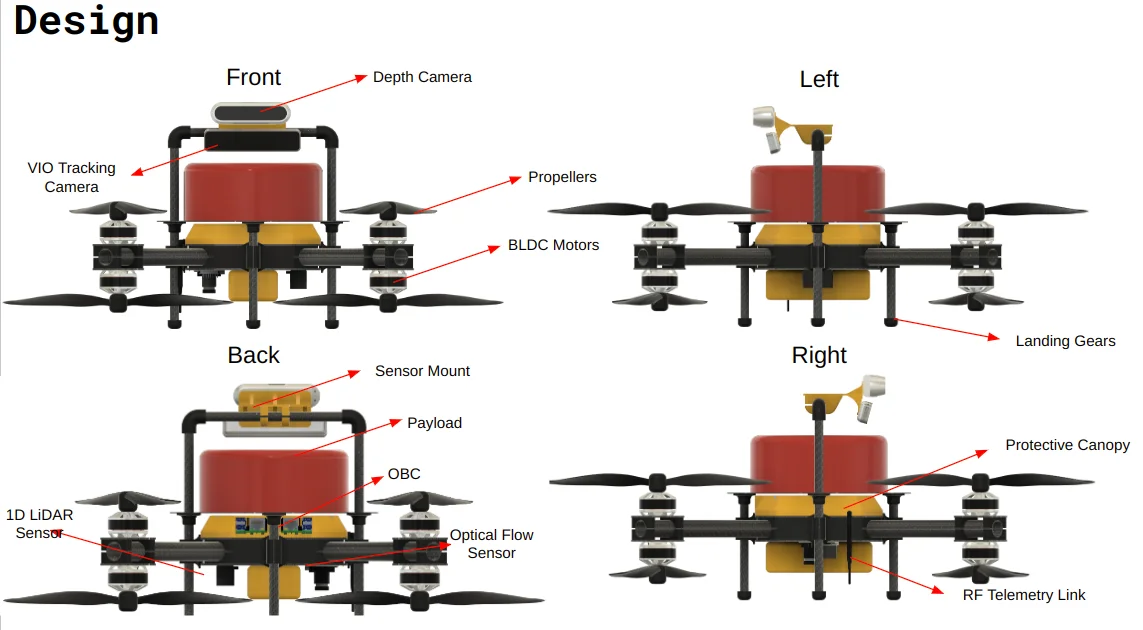 Design
Front
Depth Camera
VIO Tracking
Camera
Propellers
BLDC Motors
Left
Landing Gears
Back
Sensor Mount
Payload
OBC
1D LiDAR
Sensor
Optical Flow
Sensor
Right
Protective Canopy
RF Telemetry Link